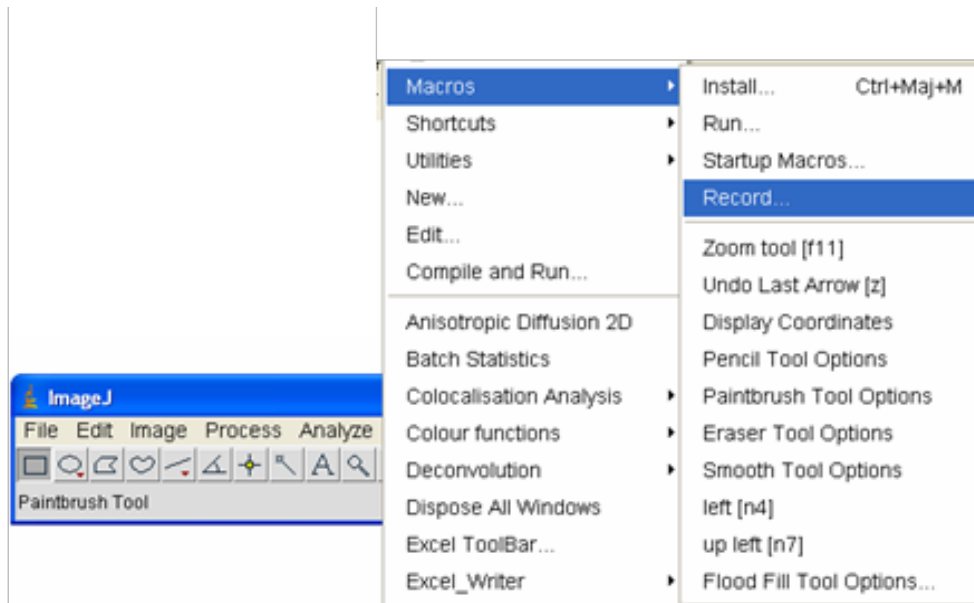 Macros
Shortcuts
Utilities
New...
Edit...
Compile and Run...
Anisotropic Diffusion 2D
Batch Statistics
Colocalisation Analysis
Colour functions
Deconvolution
Dispose All Windows
Excel ToolBar...
Excel_Writer
Install... Ctrl+Maj+M
Run...
Startup Macros...
Record...
Zoom tool [f11]
Undo Last Arrow [z]
Display Coordinates
Pencil Tool Options
Paintbrush Tool Options
Eraser Tool Options
Smooth Tool Options
left [n4]
up left [n7]
Flood Fill Tool Options...
ImageJ
File Edit Image Process Analyze
A
Paintbrush Tool